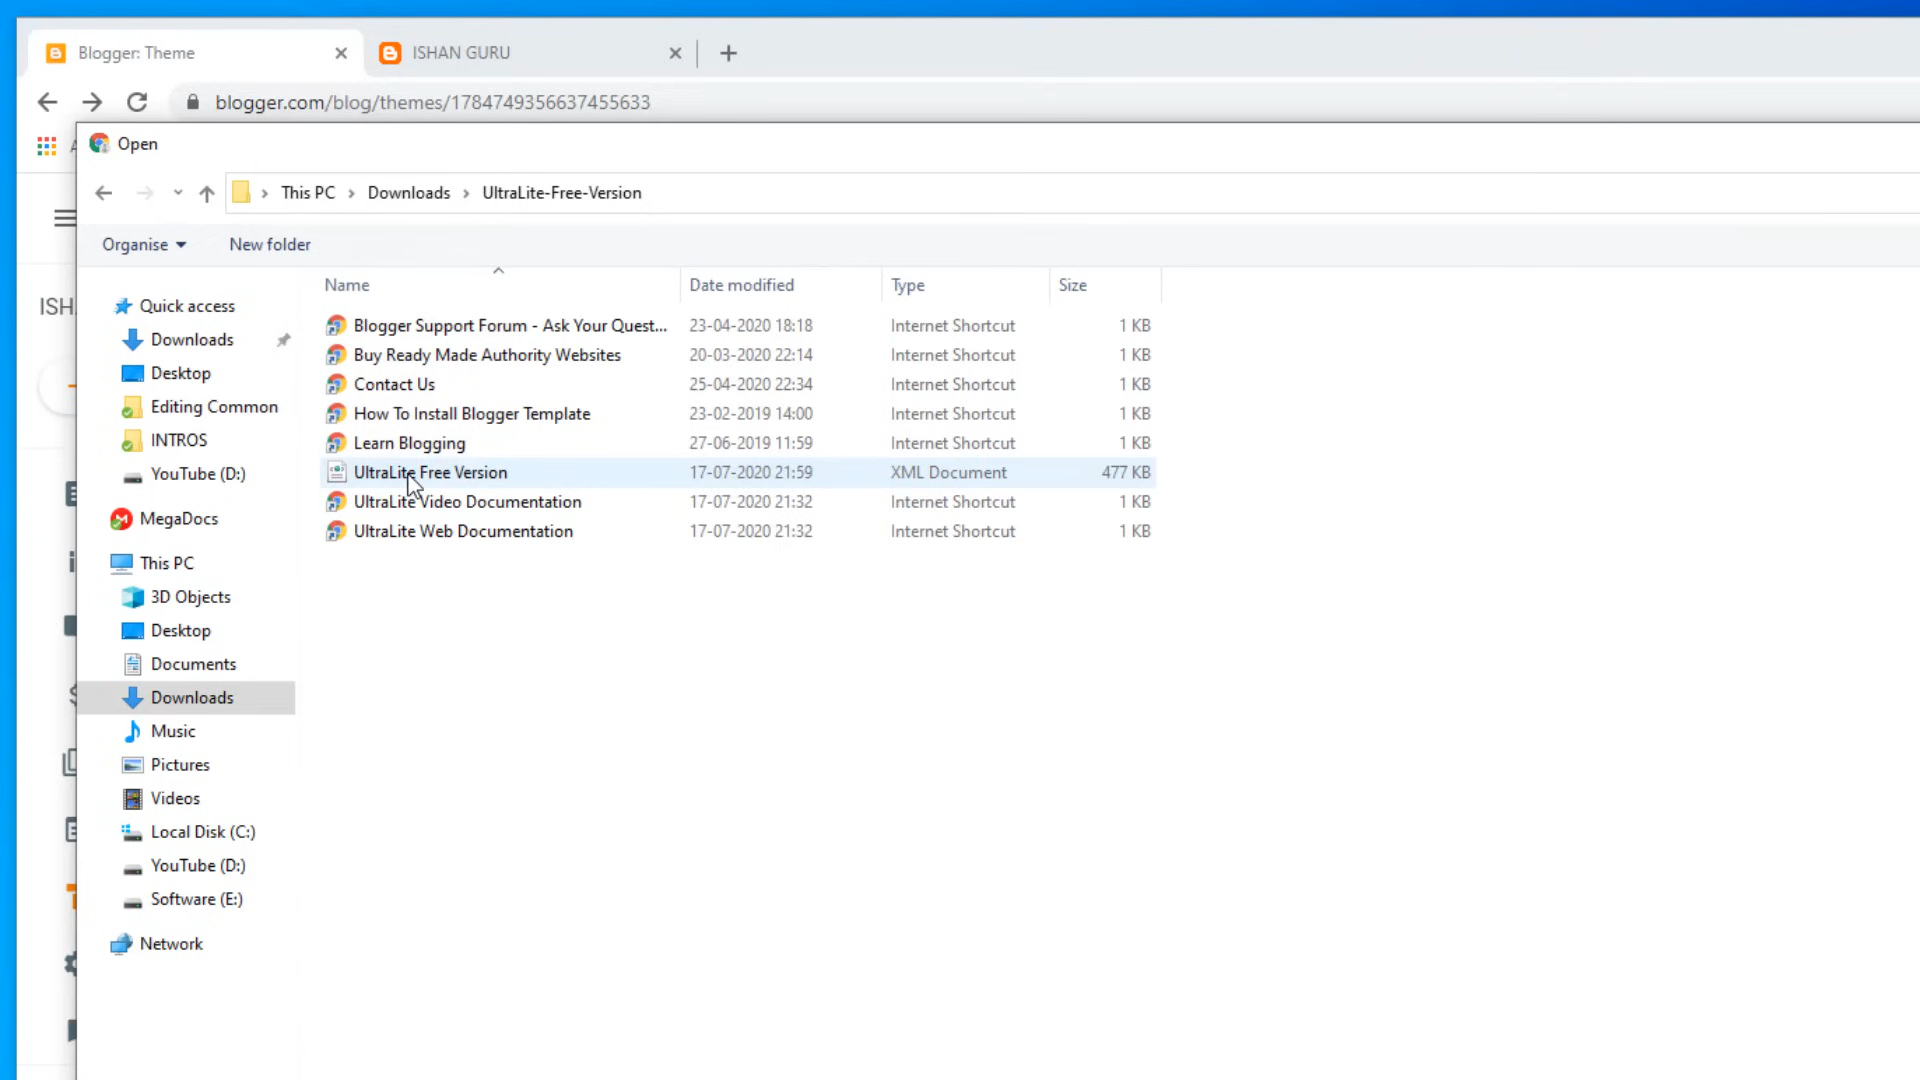 Blogger: Theme
ISHAN GURU
blogger.com/blog/themes/1784749356637455633
Open
This PC > Downloads > UltraLite-Free-Version
Organise
New folder
Name
Date modified
Type
Size
ISH
Quick access
Downloads
Desktop
Editing Common
INTROS
YouTube (D:)
MegaDocs
This PC
3D Objects
Desktop
Documents
Downloads
Music
Pictures
Videos
Local Disk (C:)
YouTube (D:)
Software (E:)
Network
Blogger Support Forum - Ask Your Quest... 23-04-2020 18:18 Internet Shortcut 1 KB
Buy Ready Made Authority Websites 20-03-2020 22:14 Internet Shortcut 1 KB
Contact Us 25-04-2020 22:34 Internet Shortcut 1 KB
How To Install Blogger Template 23-02-2019 14:00 Internet Shortcut 1 KB
Learn Blogging 27-06-2019 11:59 Internet Shortcut 1 KB
UltraLite Free Version 17-07-2020 21:59 XML Document 477 KB
UltraLite Video Documentation 17-07-2020 21:32 Internet Shortcut 1 KB
UltraLite Web Documentation 17-07-2020 21:32 Internet Shortcut 1 KB